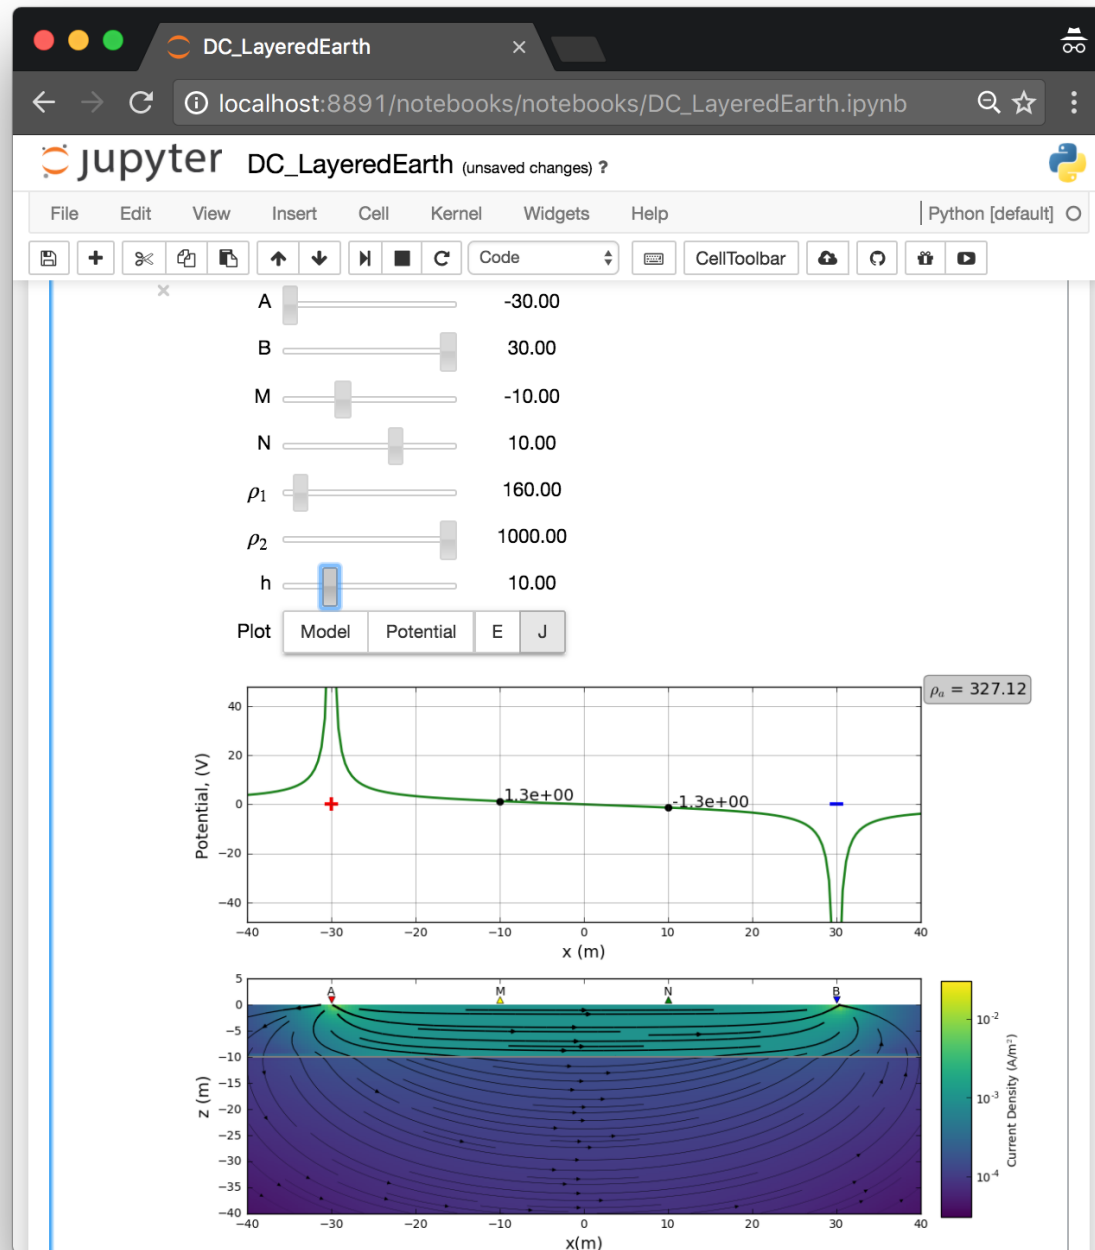 DC_LayeredEarth
localhost:8891/notebooks/notebooks/DC_LayeredEarth.ipynb
jupyter DC_LayeredEarth (unsaved changes) ?
File Edit View Insert Cell Kernel Widgets Help Python [default]
Code CellToolbar
A -30.00
B 30.00
M -10.00
N 10.00
ρ1 160.00
ρ2 1000.00
h 10.00
Plot Model Potential E J
ρa = 327.12
40
20
0
−20
−40
Potential, (V)
1.3e+00
-1.3e+00
−40 −30 −20 −10 0 10 20 30 40
x (m)
A M N B
5
0
−5
−10
−15
−20
−25
−30
−35
−40
z (m)
−40 −30 −20 −10 0 10 20 30 40
x(m)
10⁻²
10⁻³
10⁻⁴
Current Density (A/m²)